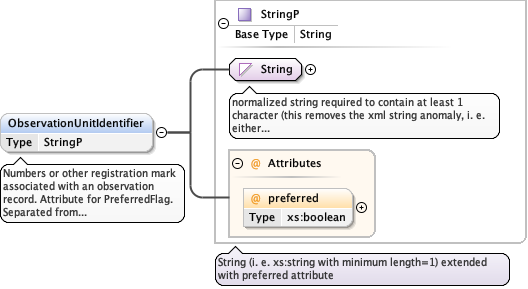 StringP
Base Type String
String
normalized string required to contain at least 1
character (this removes the xml string anomaly, i. e.
either...
ObservationUnitIdentifier
Type StringP
Numbers or other registration mark
associated with an observation
record. Attribute for PreferredFlag.
Separated from...
@ Attributes
@ preferred
Type xs:boolean
String (i. e. xs:string with minimum length=1) extended
with preferred attribute